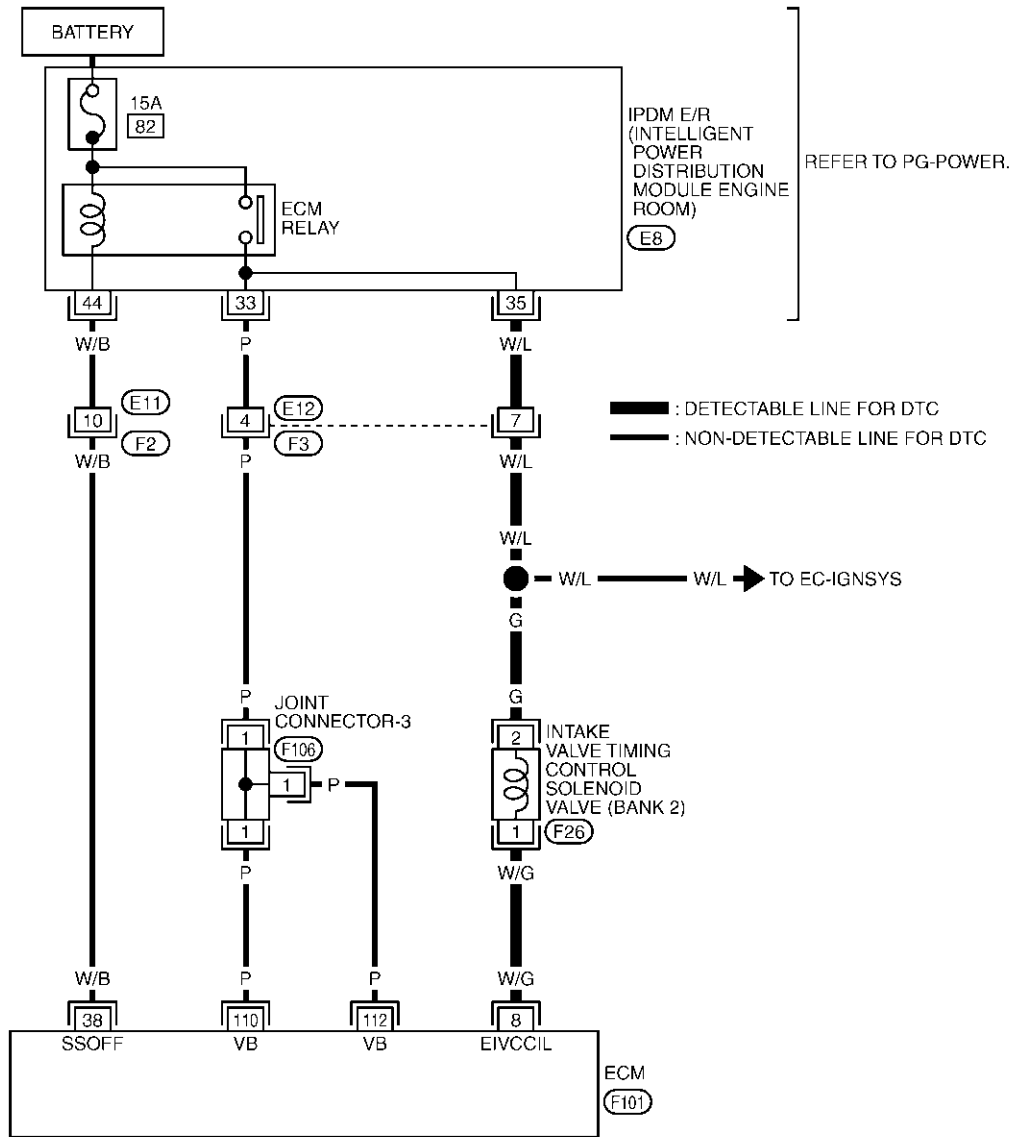 BATTERY
15A
82
IPDM E/R
(INTELLIGENT
POWER
DISTRIBUTION
MODULE ENGINE
ROOM)
E8
REFER TO PG-POWER.
ECM
RELAY
44
33
35
W/B
P
W/L
10
E11
F2
4
E12
F3
7
W/B
P
W/L
: DETECTABLE LINE FOR DTC
: NON-DETECTABLE LINE FOR DTC
W/L
W/L
W/L
TO EC-IGNSYS
G
P
G
JOINT
CONNECTOR-3
F106
1
1
P
1
2
INTAKE
VALVE TIMING
CONTROL
SOLENOID
VALVE (BANK 2)
1
F26
P
W/G
W/B
P
P
W/G
38
110
112
8
SSOFF
VB
VB
EIVCCIL
ECM
F101